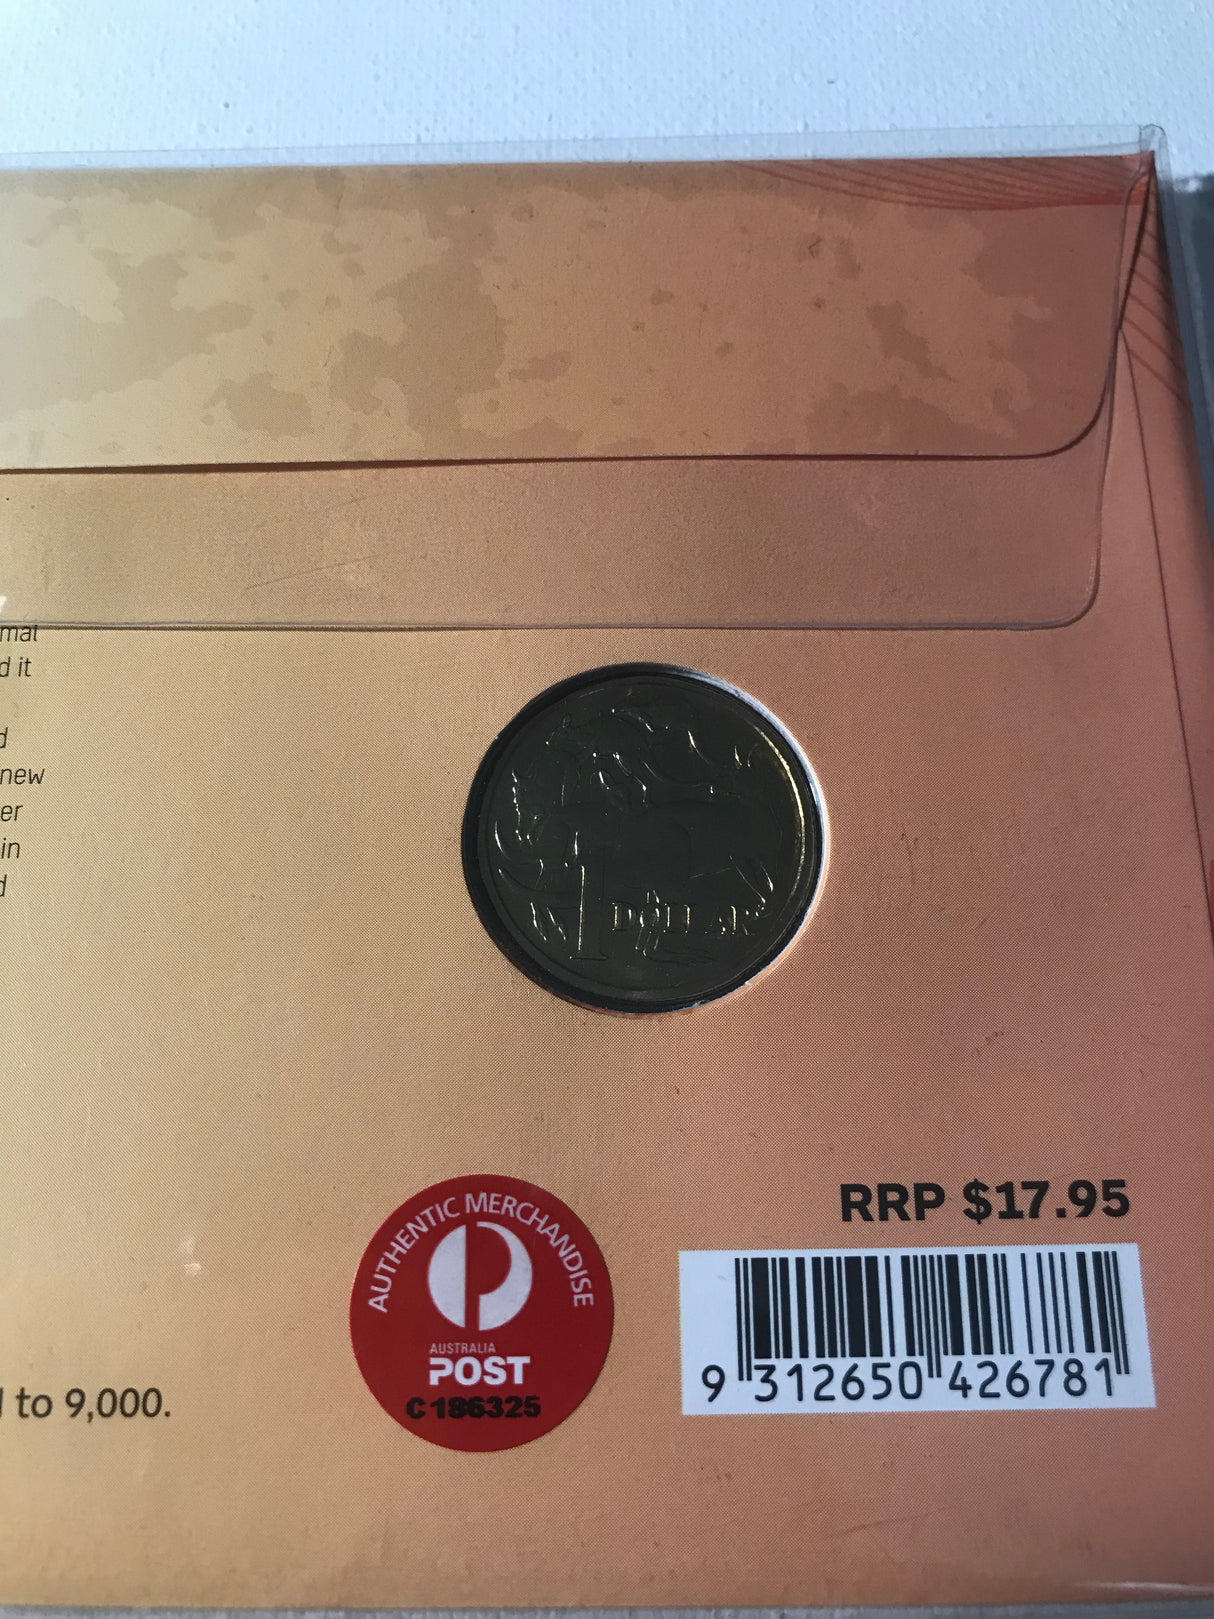 mal
d it
d
new
er
in
d
1 DOLLAR
RRP $17.95
AUTHENTIC MERCHANDISE
AUSTRALIA
POST
C186325
9 312650 426781
to 9,000.